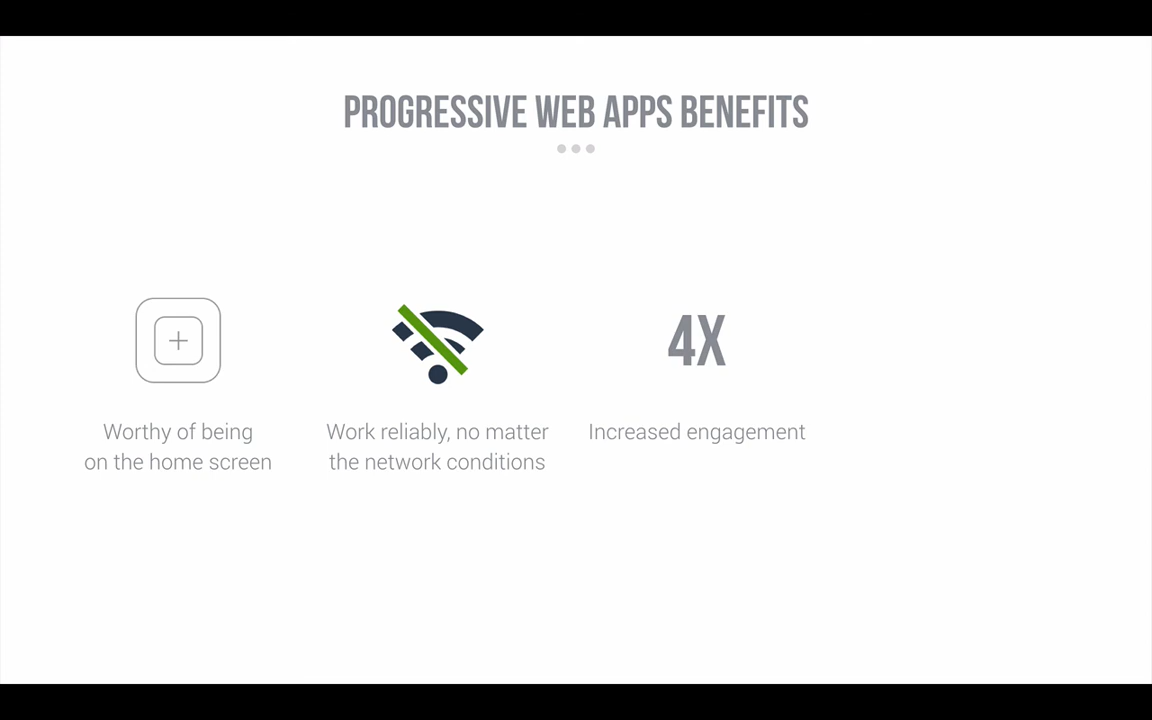 PROGRESSIVE WEB APPS BENEFITS
4X
Worthy of being
on the home screen
Work reliably, no matter
the network conditions
Increased engagement